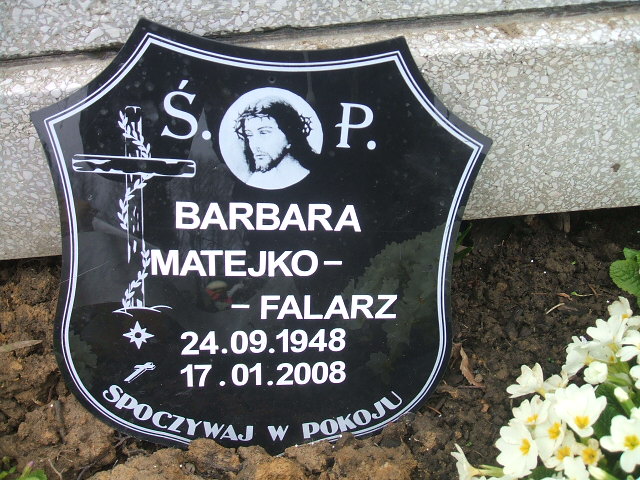 Ś. P.
BARBARA
MATEJKO-
-FALARZ
24.09.1948
17.01.2008
SPOCZYWAJ W POKOJU